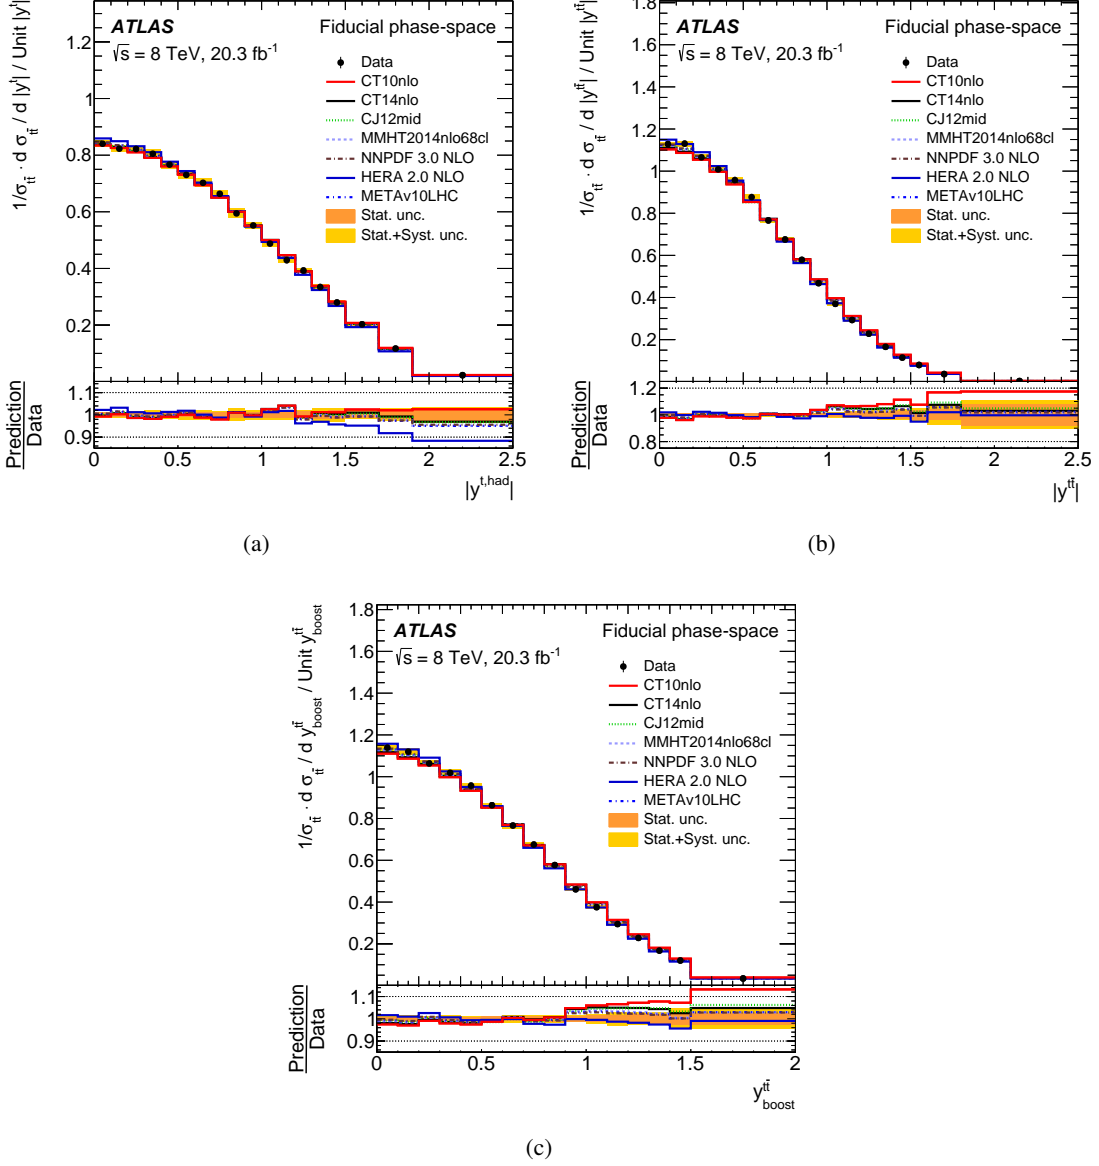 1/σtt̄ · d σtt̄ / d |yt| / Unit |yt|
ATLAS
Fiducial phase-space
√s = 8 TeV, 20.3 fb-1
Data
CT10nlo
CT14nlo
CJ12mid
MMHT2014nlo68cl
NNPDF 3.0 NLO
HERA 2.0 NLO
METAv10LHC
Stat. unc.
Stat.+Syst. unc.
1.2
1
0.8
0.6
0.4
0.2
Prediction
Data
1.1
1
0.9
0 0.5 1 1.5 2 2.5
|yt,had|
(a)
1/σtt̄ · d σtt̄ / d |ytt̄| / Unit |ytt̄|
ATLAS
Fiducial phase-space
√s = 8 TeV, 20.3 fb-1
Data
CT10nlo
CT14nlo
CJ12mid
MMHT2014nlo68cl
NNPDF 3.0 NLO
HERA 2.0 NLO
METAv10LHC
Stat. unc.
Stat.+Syst. unc.
1.8
1.6
1.4
1.2
1
0.8
0.6
0.4
0.2
Prediction
Data
1.2
1
0.8
0 0.5 1 1.5 2 2.5
|ytt̄|
(b)
1/σtt̄ · d σtt̄ / d ytt̄boost / Unit ytt̄boost
ATLAS
Fiducial phase-space
√s = 8 TeV, 20.3 fb-1
Data
CT10nlo
CT14nlo
CJ12mid
MMHT2014nlo68cl
NNPDF 3.0 NLO
HERA 2.0 NLO
METAv10LHC
Stat. unc.
Stat.+Syst. unc.
1.8
1.6
1.4
1.2
1
0.8
0.6
0.4
0.2
Prediction
Data
1.1
1
0.9
0 0.5 1 1.5 2
ytt̄boost
(c)